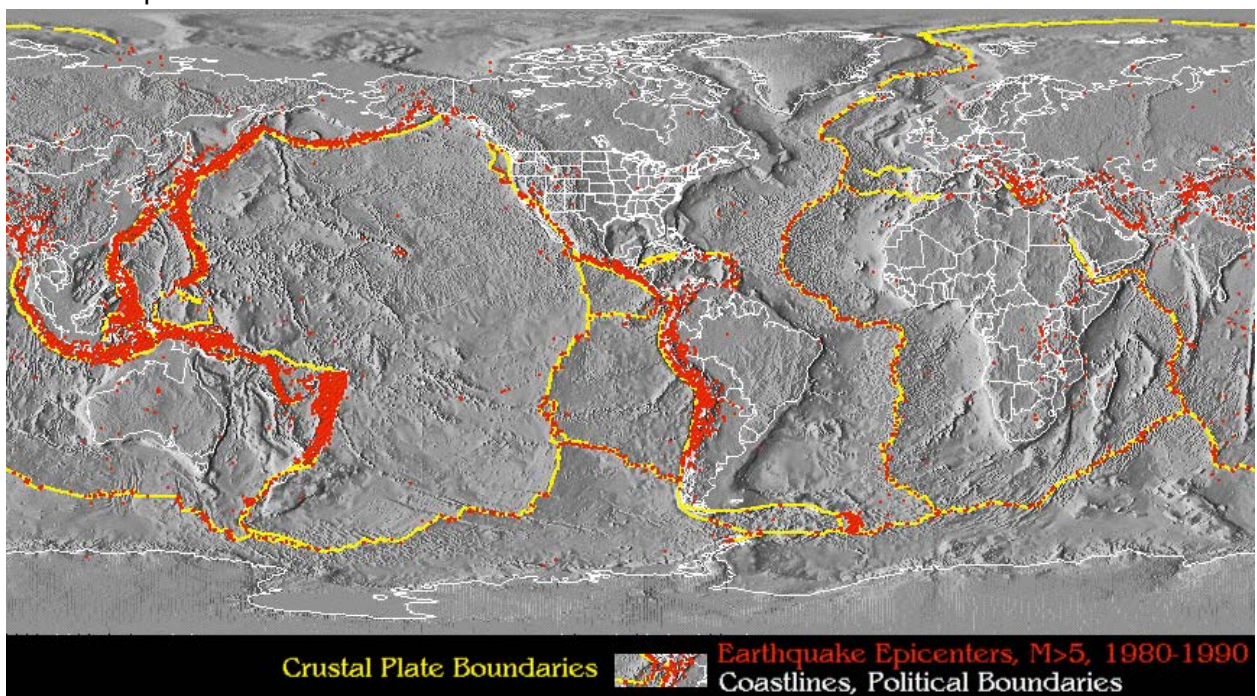 Crustal Plate Boundaries
Earthquake Epicenters, M>5, 1980-1990
Coastlines, Political Boundaries